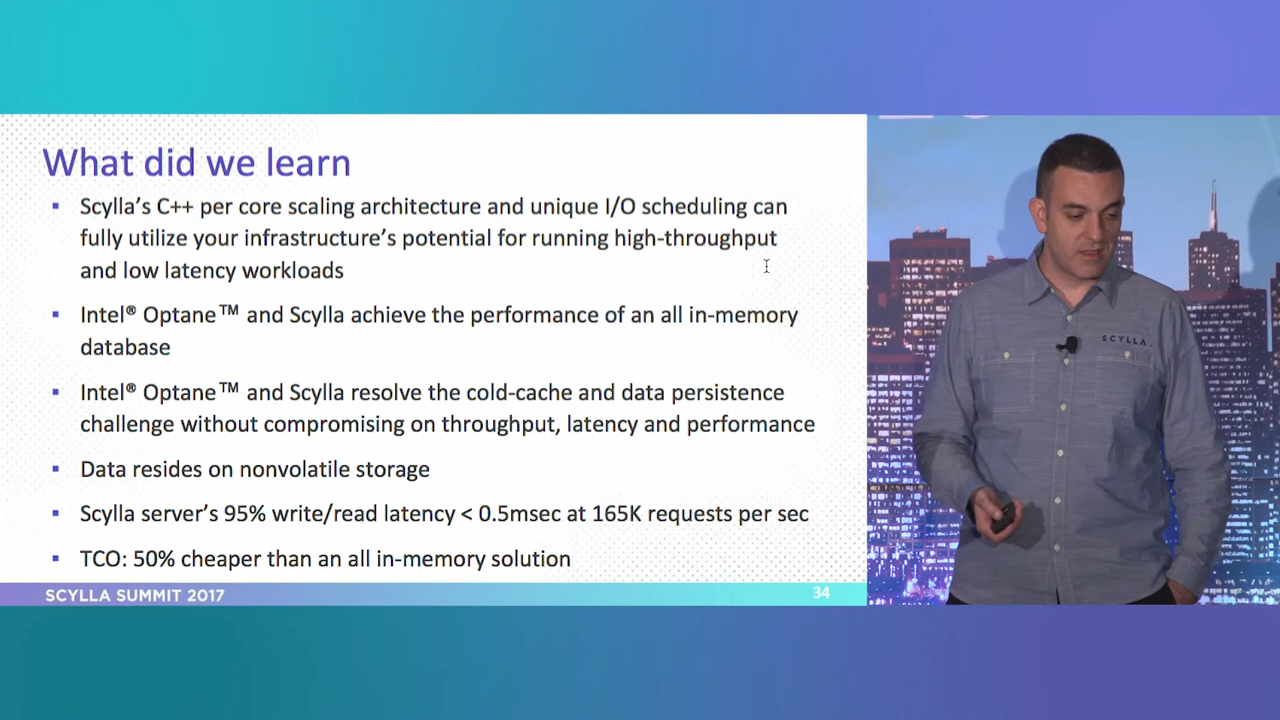 What did we learn
▪ Scylla’s C++ per core scaling architecture and unique I/O scheduling can
fully utilize your infrastructure’s potential for running high-throughput
and low latency workloads
▪ Intel® Optane™ and Scylla achieve the performance of an all in-memory
database
▪ Intel® Optane™ and Scylla resolve the cold-cache and data persistence
challenge without compromising on throughput, latency and performance
▪ Data resides on nonvolatile storage
▪ Scylla server’s 95% write/read latency < 0.5msec at 165K requests per sec
▪ TCO: 50% cheaper than an all in-memory solution
SCYLLA SUMMIT 2017
34
SCYLLA.